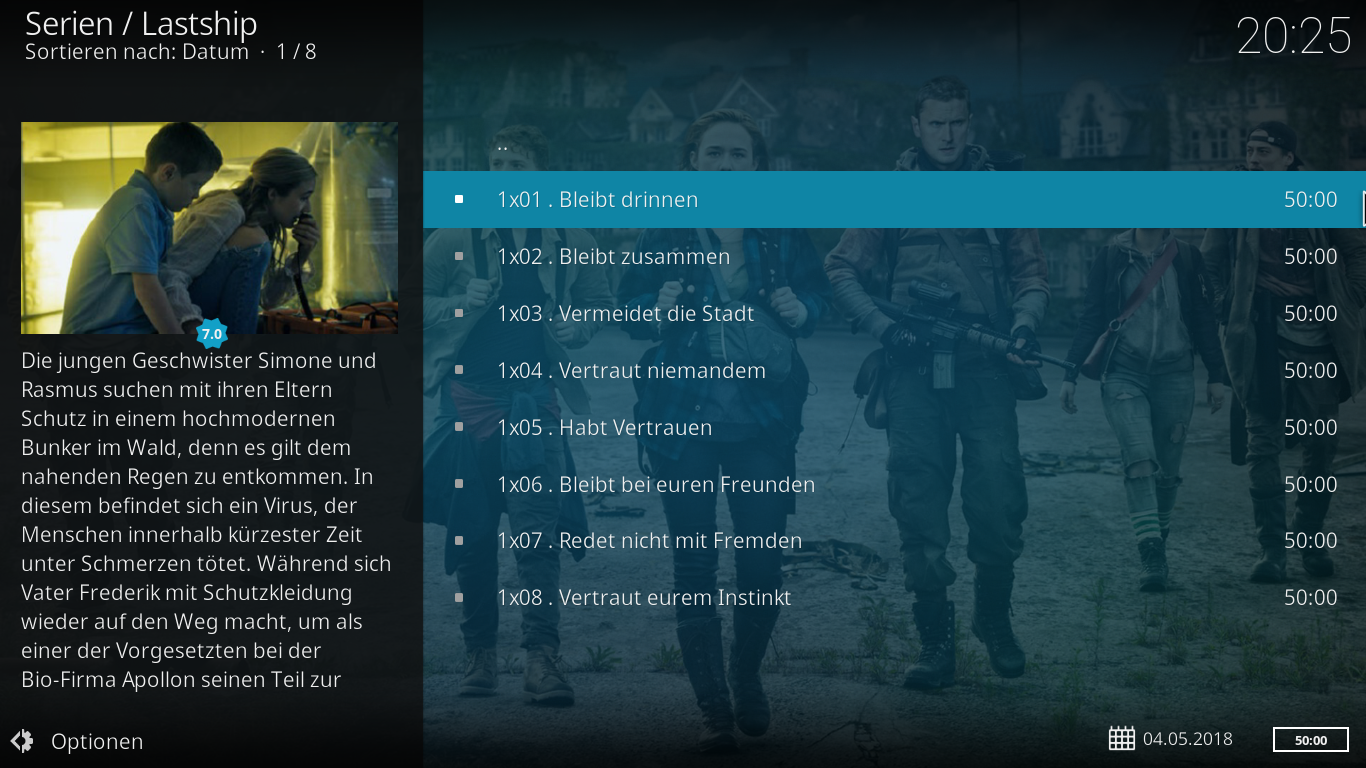 Serien / Lastship
Sortieren nach: Datum · 1 / 8
20:25
7.0
Die jungen Geschwister Simone und
Rasmus suchen mit ihren Eltern
Schutz in einem hochmodernen
Bunker im Wald, denn es gilt dem
nahenden Regen zu entkommen. In
diesem befindet sich ein Virus, der
Menschen innerhalb kürzester Zeit
unter Schmerzen tötet. Während sich
Vater Frederik mit Schutzkleidung
wieder auf den Weg macht, um als
einer der Vorgesetzten bei der
Bio-Firma Apollon seinen Teil zur
..
1x01 . Bleibt drinnen 50:00
1x02 . Bleibt zusammen 50:00
1x03 . Vermeidet die Stadt 50:00
1x04 . Vertraut niemandem 50:00
1x05 . Habt Vertrauen 50:00
1x06 . Bleibt bei euren Freunden 50:00
1x07 . Redet nicht mit Fremden 50:00
1x08 . Vertraut eurem Instinkt 50:00
Optionen
04.05.2018 50:00